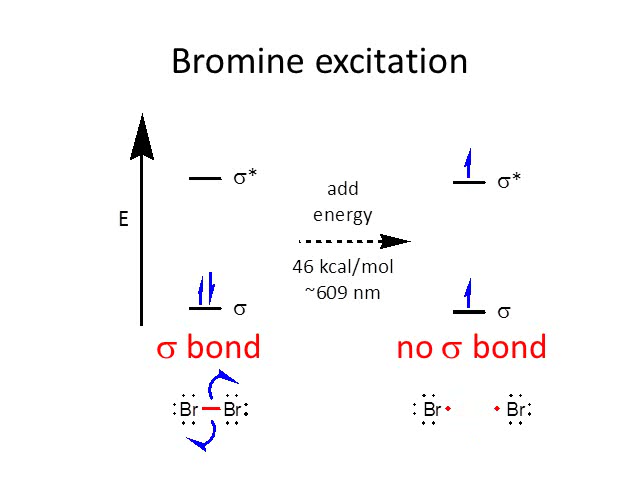 Bromine excitation
σ*
σ*
add
energy
E
46 kcal/mol
~609 nm
σ
σ
σ bond
no σ bond
Br Br
Br Br